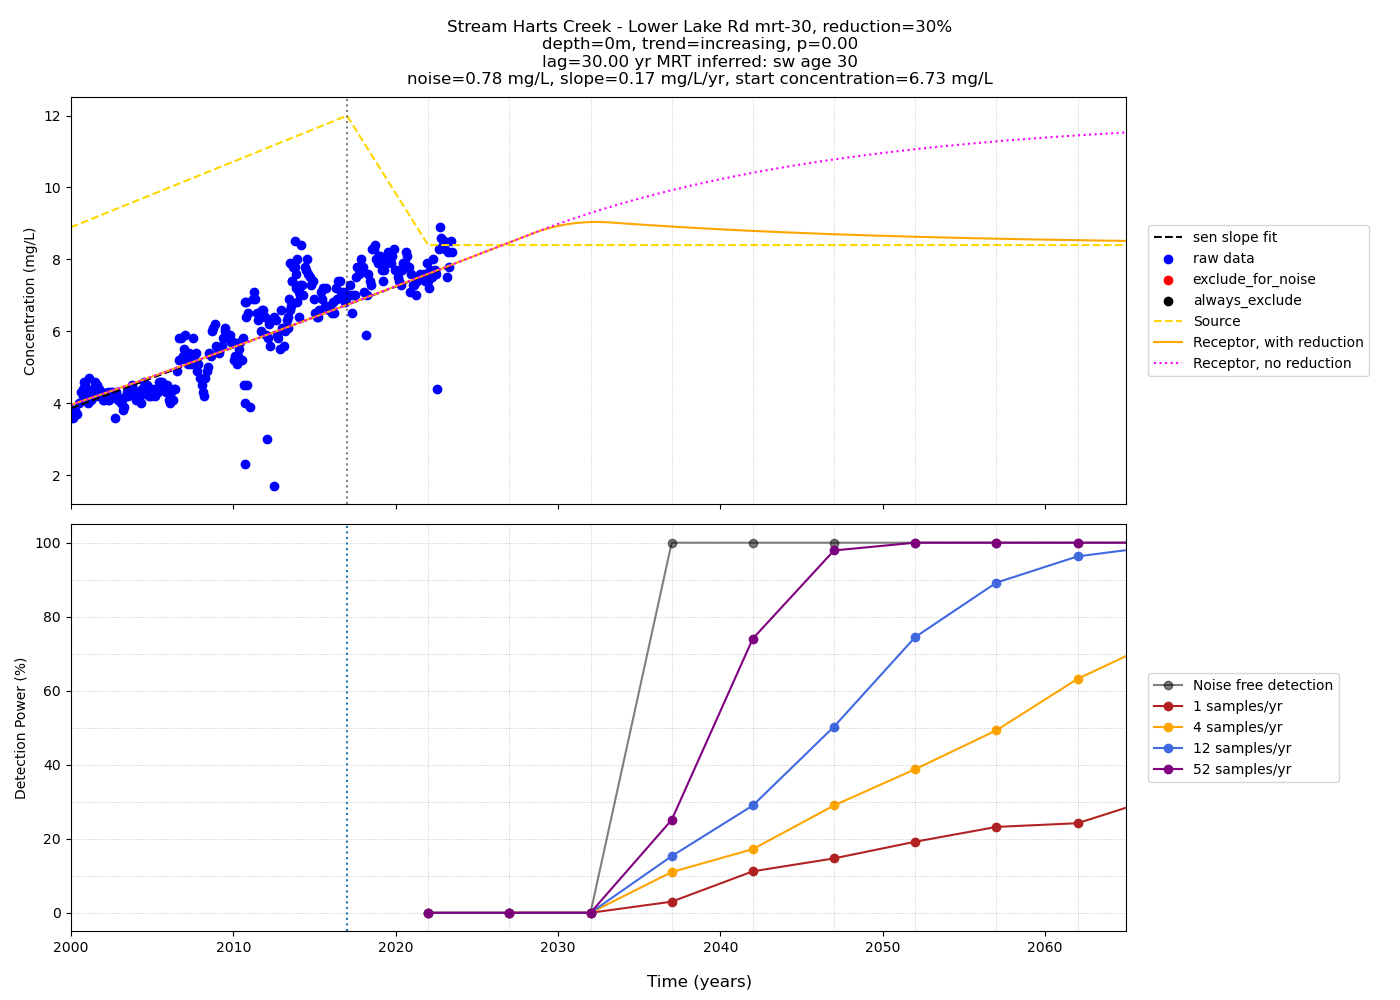 Stream Harts Creek - Lower Lake Rd mrt-30, reduction=30%
depth=0m, trend=increasing, p=0.00
lag=30.00 yr MRT inferred: sw age 30
noise=0.78 mg/L, slope=0.17 mg/L/yr, start concentration=6.73 mg/L
12
10
8
6
4
2
Concentration (mg/L)
sen slope fit
raw data
exclude_for_noise
always_exclude
Source
Receptor, with reduction
Receptor, no reduction
100
80
60
40
20
0
Detection Power (%)
Noise free detection
1 samples/yr
4 samples/yr
12 samples/yr
52 samples/yr
2000
2010
2020
2030
2040
2050
2060
Time (years)